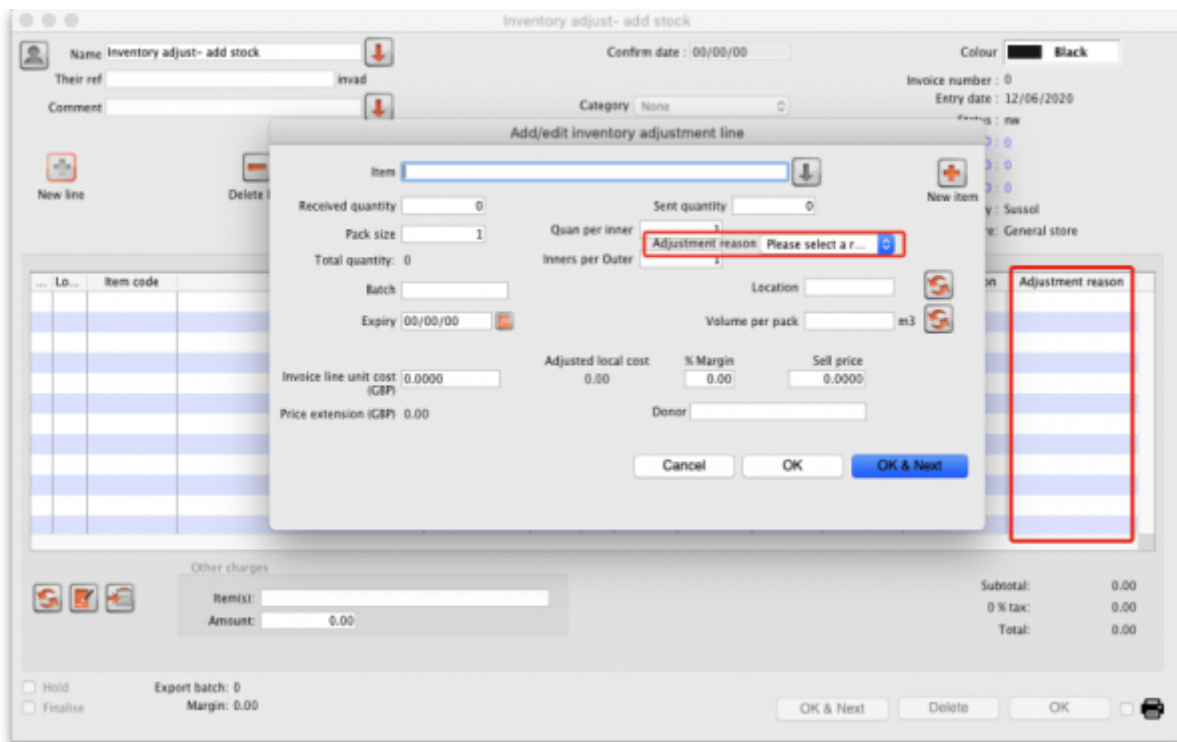 Inventory adjust- add stock
Name Inventory adjust- add stock Confirm date : 00/00/00 Colour Black
Their ref invad Invoice number : 0
Comment Category None Entry date : 12/06/2020
Status : nw
Add/edit inventory adjustment line
: 0
Item
: 0
New line Delete New item
: 0
Received quantity 0 Sent quantity 0
: Sussol
Pack size 1 Quan per inner 1
: General store
Adjustment reason Please select a r...
Total quantity: 0 Inners per Outer 1
... Lo... Item code Adjustment reason
Batch Location
Expiry 00/00/00 Volume per pack m3
Adjusted local cost % Margin Sell price
Invoice line unit cost (GBP) 0.0000 0.00 0.00 0.0000
Price extension (GBP) 0.00 Donor
Cancel OK OK & Next
Other charges
Item(s):
Amount: 0.00
Subtotal: 0.00
0 % tax: 0.00
Total: 0.00
Hold Export batch: 0
Finalise Margin: 0.00
OK & Next Delete OK